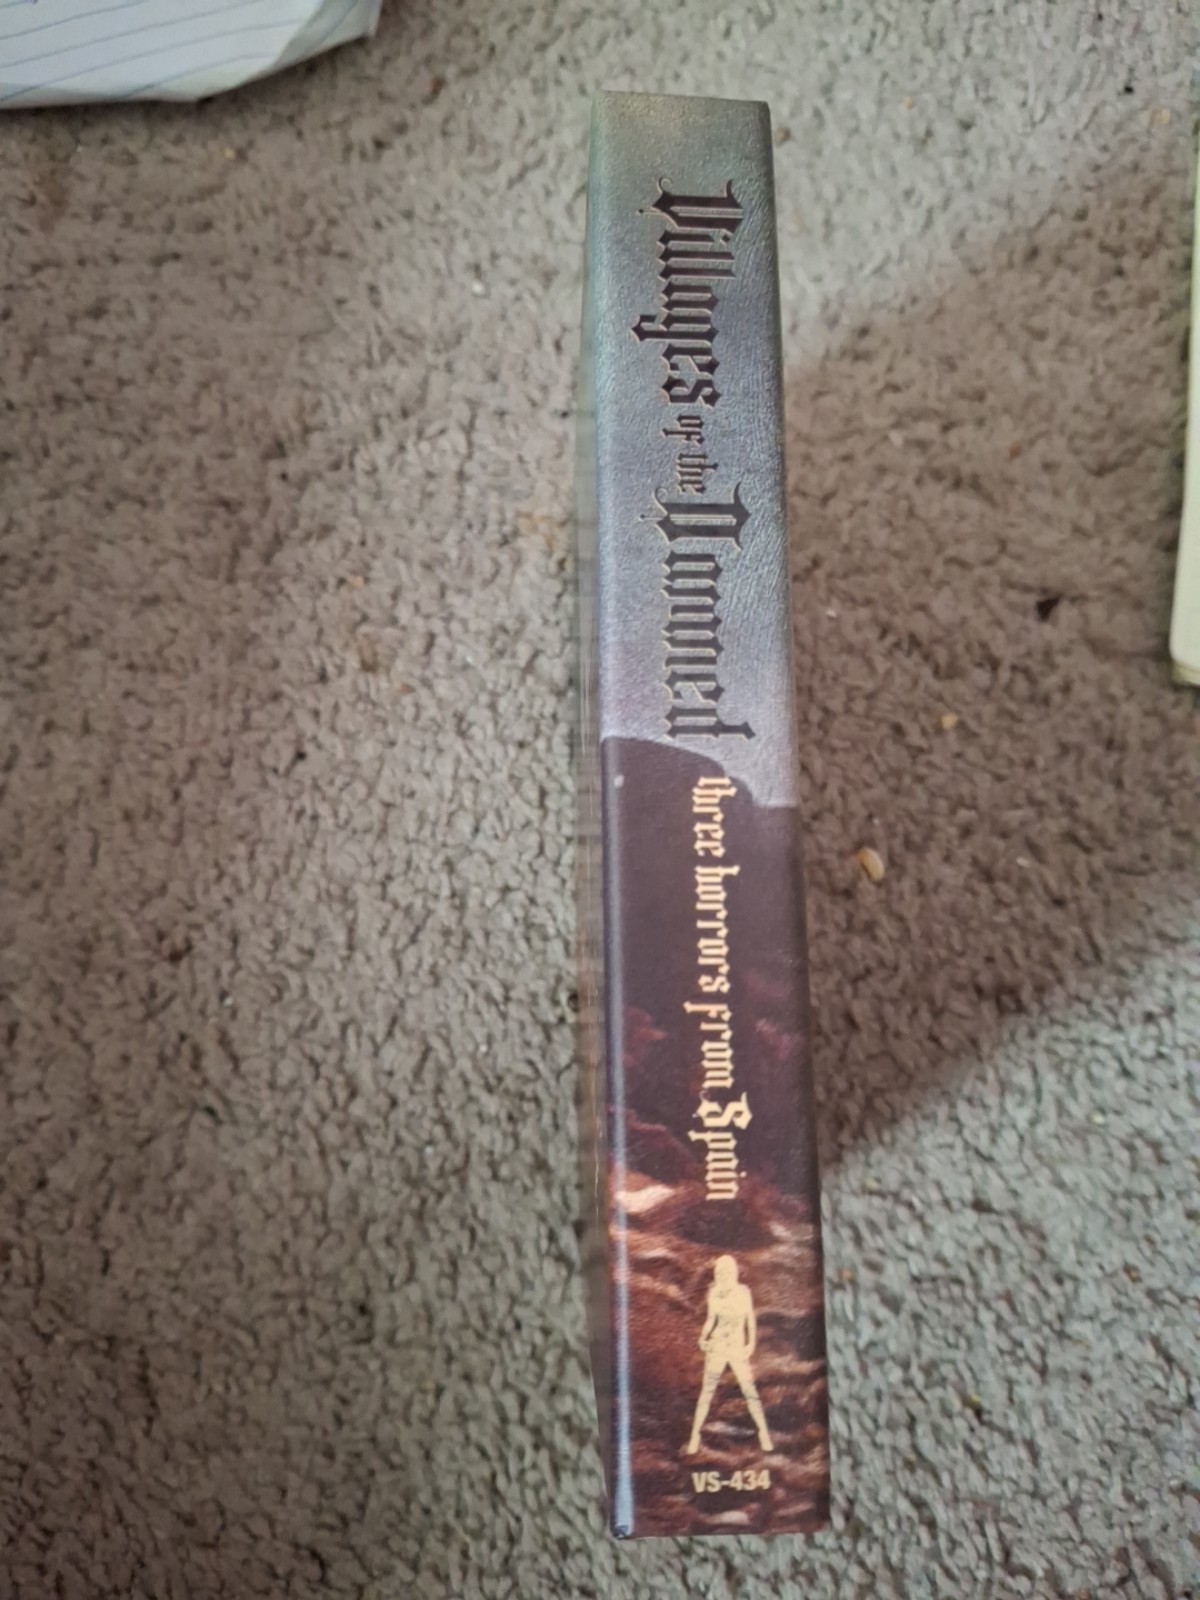 Villages of the Damned
three horrors from Spain
VS-434